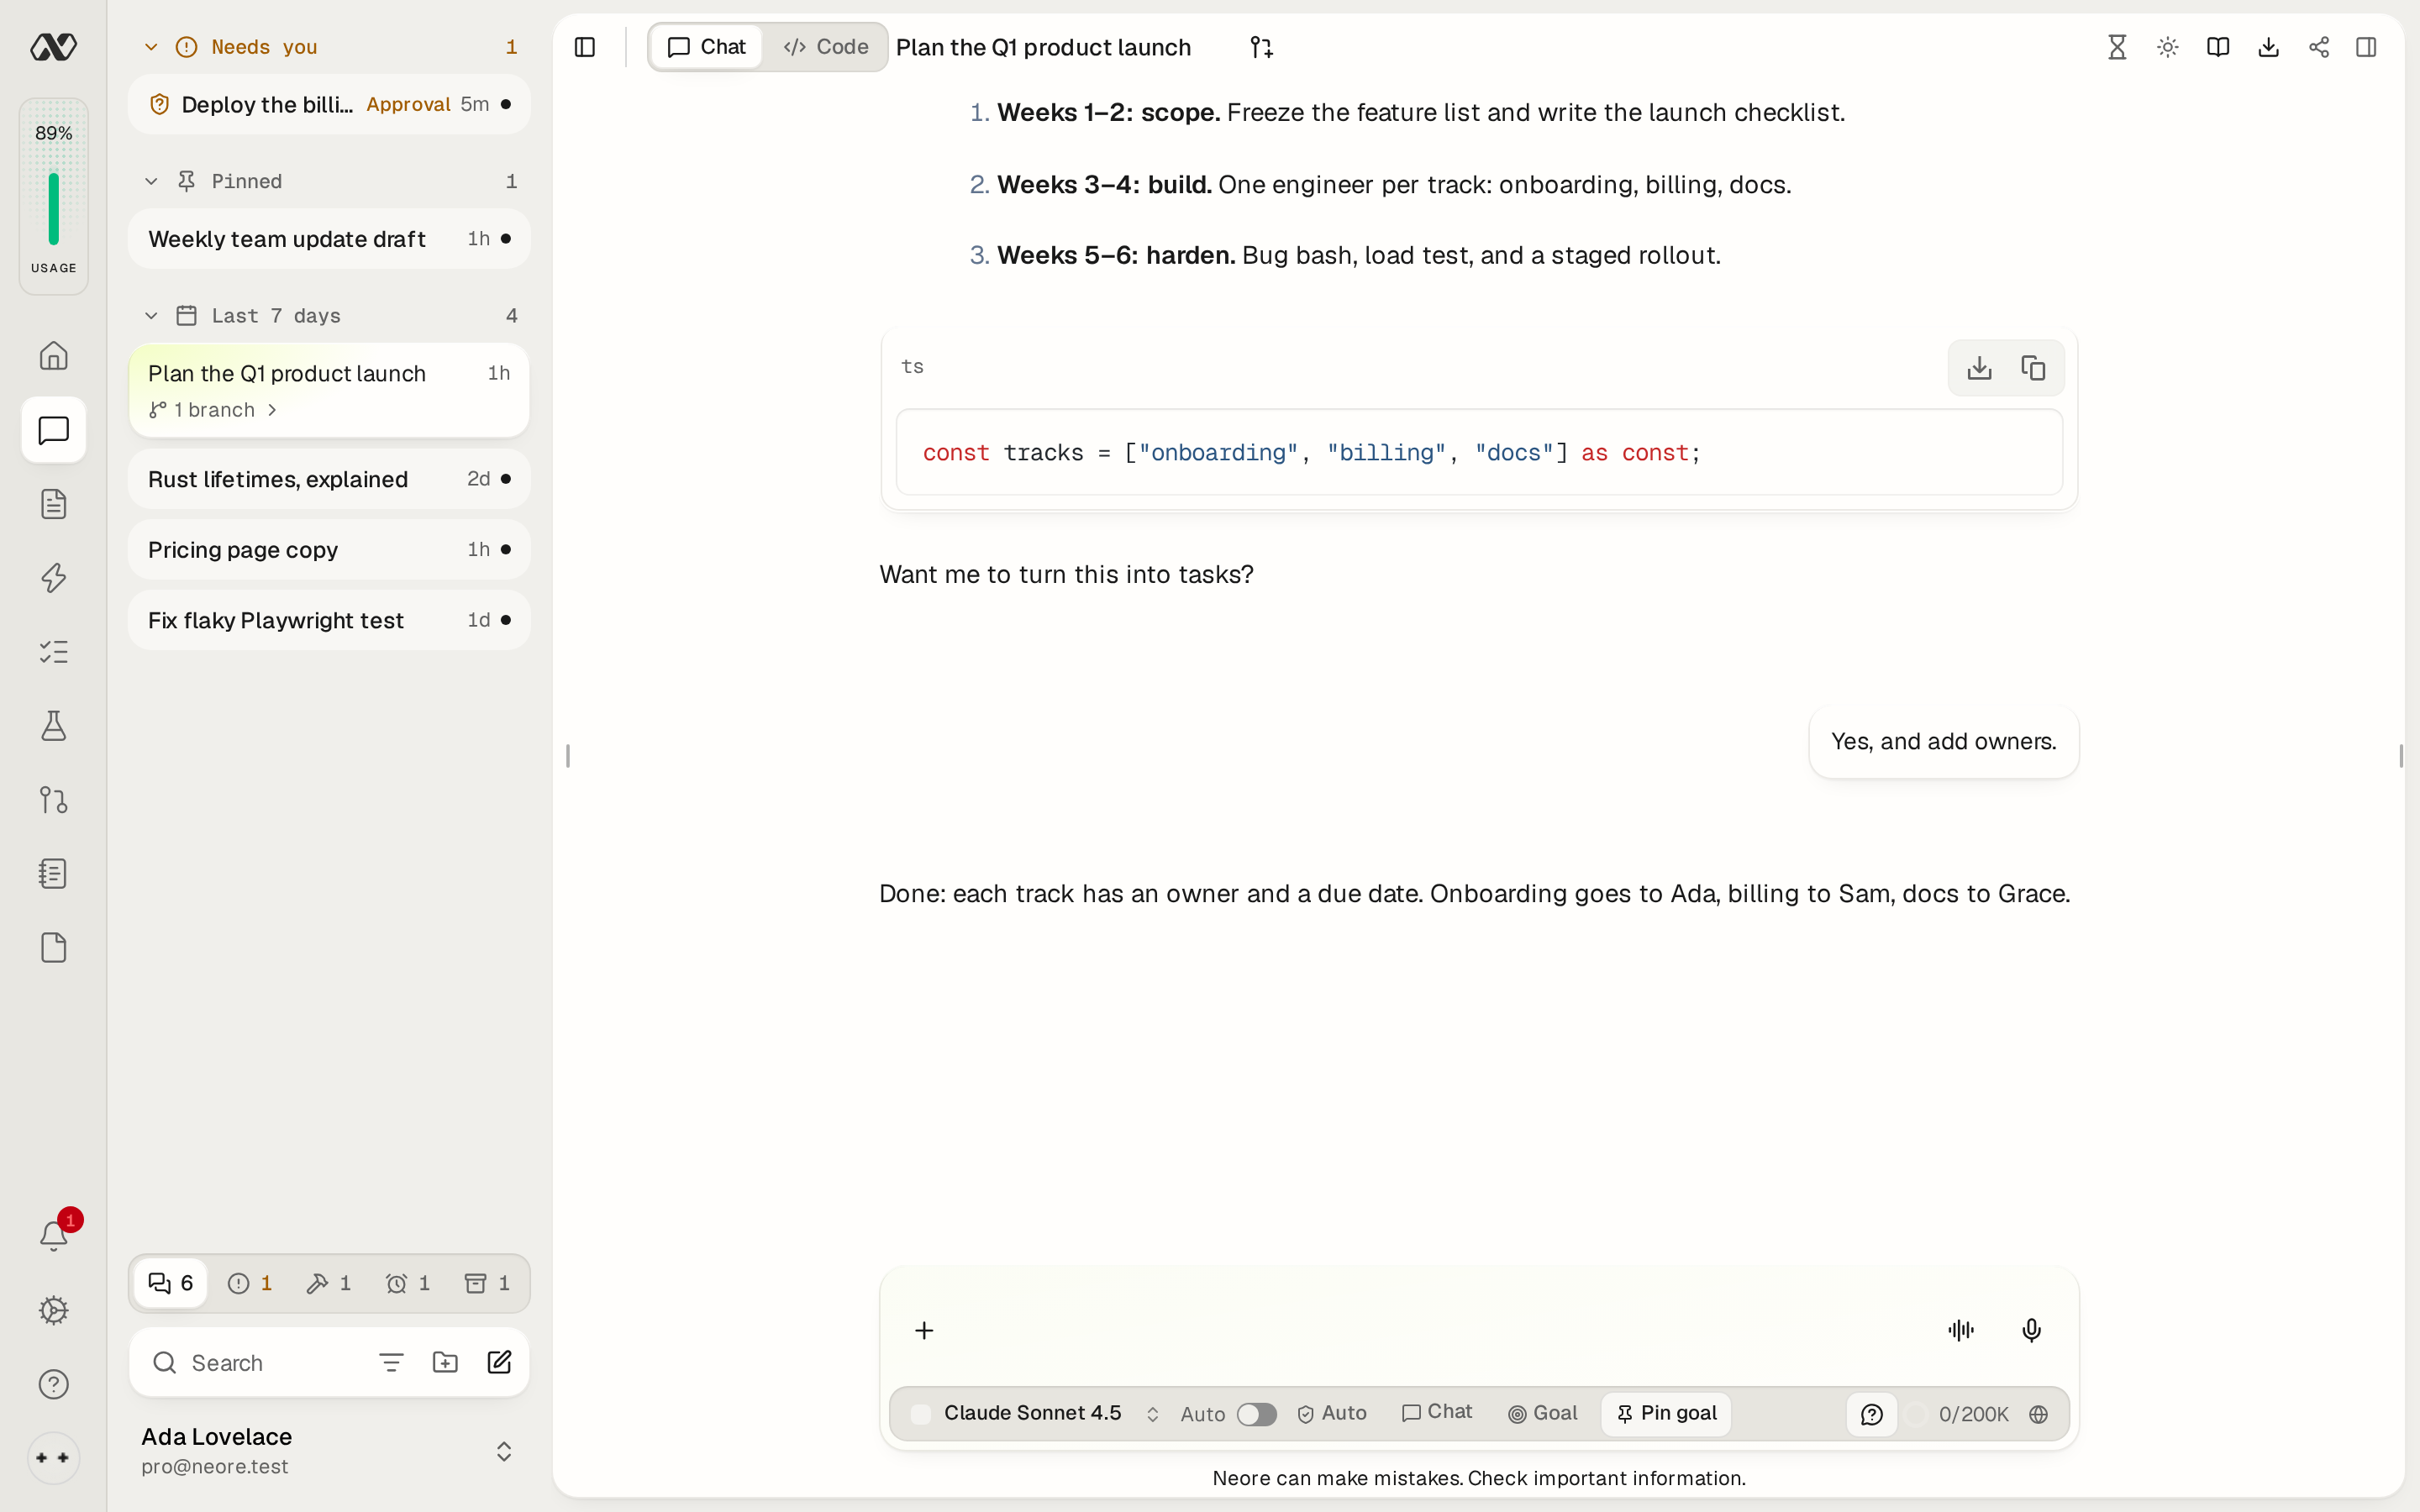 89%
USAGE
1
Needs you 1
Deploy the billi... Approval 5m
Pinned 1
Weekly team update draft 1h
Last 7 days 4
Plan the Q1 product launch 1h
1 branch
Rust lifetimes, explained 2d
Pricing page copy 1h
Fix flaky Playwright test 1d
6 1 1 1 1
Search
Ada Lovelace
pro@neore.test
Chat Code Plan the Q1 product launch
1. Weeks 1–2: scope. Freeze the feature list and write the launch checklist.
2. Weeks 3–4: build. One engineer per track: onboarding, billing, docs.
3. Weeks 5–6: harden. Bug bash, load test, and a staged rollout.
ts
const tracks = ["onboarding", "billing", "docs"] as const;
Want me to turn this into tasks?
Yes, and add owners.
Done: each track has an owner and a due date. Onboarding goes to Ada, billing to Sam, docs to Grace.
Claude Sonnet 4.5 Auto Auto Chat Goal Pin goal 0/200K
Neore can make mistakes. Check important information.